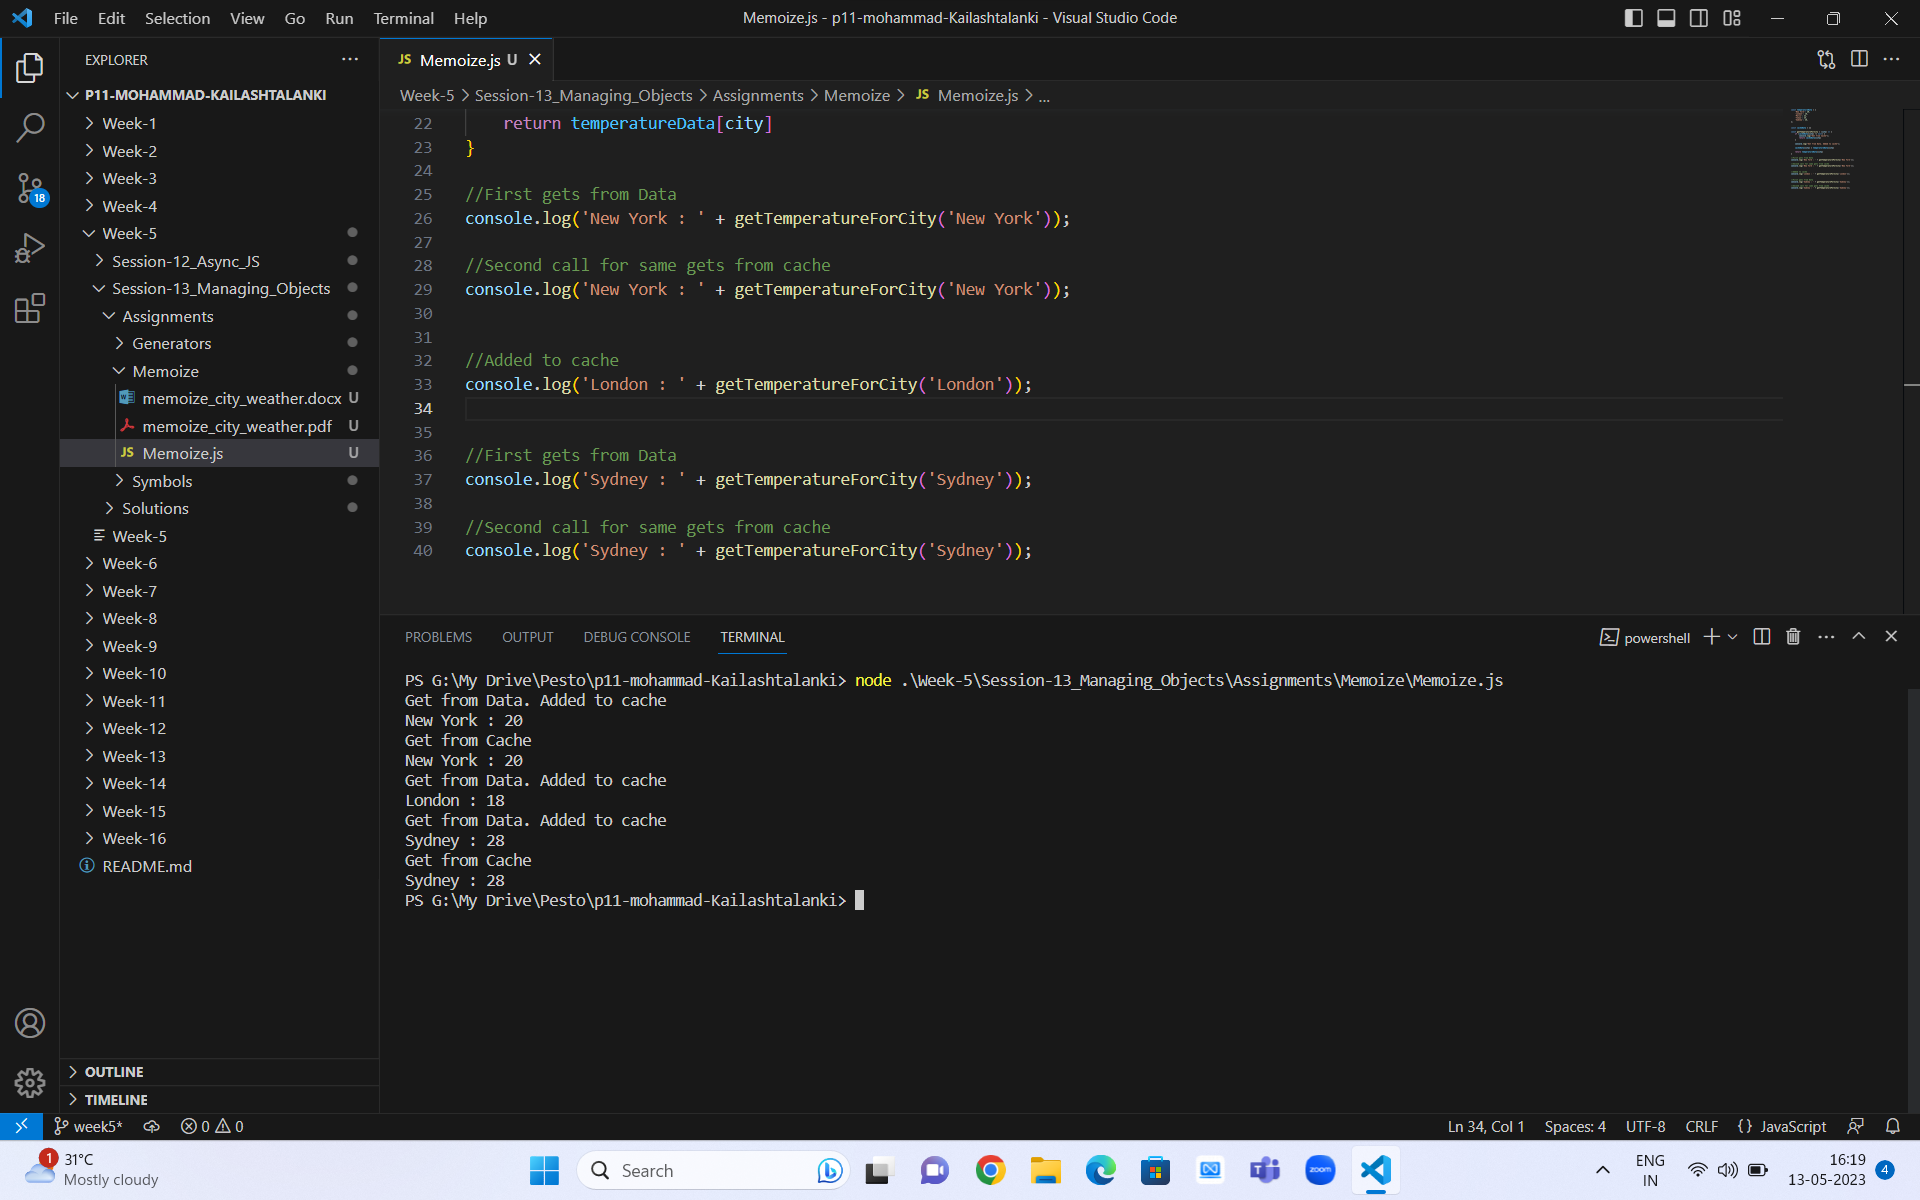 File Edit Selection View Go Run Terminal Help
Memoize.js - p11-mohammad-Kailashtalanki - Visual Studio Code
EXPLORER
P11-MOHAMMAD-KAILASHTALANKI
Week-1
Week-2
Week-3
Week-4
18
Week-5
Session-12_Async_JS
Session-13_Managing_Objects
Assignments
Generators
Memoize
memoize_city_weather.docx U
memoize_city_weather.pdf U
JS Memoize.js U
Symbols
Solutions
Week-5
Week-6
Week-7
Week-8
Week-9
Week-10
Week-11
Week-12
Week-13
Week-14
Week-15
Week-16
README.md
OUTLINE
TIMELINE
JS Memoize.js U
Week-5 > Session-13_Managing_Objects > Assignments > Memoize > JS Memoize.js > ...
22 return temperatureData[city]
23 }
24
25 //First gets from Data
26 console.log('New York : ' + getTemperatureForCity('New York'));
27
28 //Second call for same gets from cache
29 console.log('New York : ' + getTemperatureForCity('New York'));
30
31
32 //Added to cache
33 console.log('London : ' + getTemperatureForCity('London'));
34
35
36 //First gets from Data
37 console.log('Sydney : ' + getTemperatureForCity('Sydney'));
38
39 //Second call for same gets from cache
40 console.log('Sydney : ' + getTemperatureForCity('Sydney'));
PROBLEMS OUTPUT DEBUG CONSOLE TERMINAL
powershell
PS G:\My Drive\Pesto\p11-mohammad-Kailashtalanki> node .\Week-5\Session-13_Managing_Objects\Assignments\Memoize\Memoize.js
Get from Data. Added to cache
New York : 20
Get from Cache
New York : 20
Get from Data. Added to cache
London : 18
Get from Data. Added to cache
Sydney : 28
Get from Cache
Sydney : 28
PS G:\My Drive\Pesto\p11-mohammad-Kailashtalanki>
week5* 0 0
Ln 34, Col 1 Spaces: 4 UTF-8 CRLF {} JavaScript
1
31°C
Mostly cloudy
Search
zoom
ENG
IN
16:19
13-05-2023
4